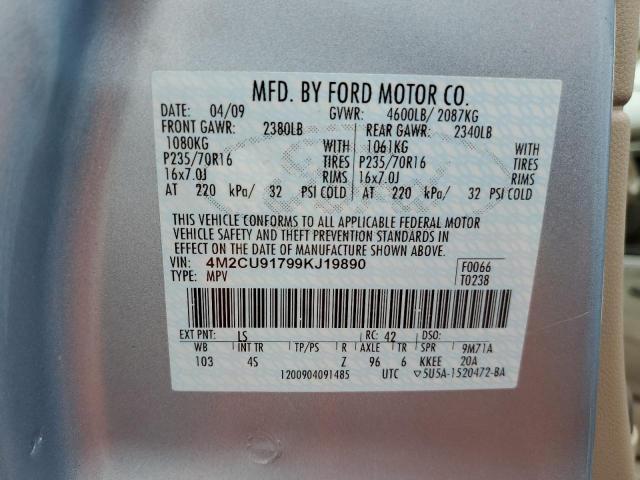 MFD. BY FORD MOTOR CO.
DATE: 04/09 GVWR: 4600LB/ 2087KG
FRONT GAWR: 2380LB REAR GAWR: 2340LB
1080KG WITH 1061KG WITH
P235/70R16 TIRES P235/70R16 TIRES
16x7.0J RIMS 16x7.0J RIMS
AT 220 kPa/ 32 PSI COLD AT 220 kPa/ 32 PSI COLD
THIS VEHICLE CONFORMS TO ALL APPLICABLE FEDERAL MOTOR
VEHICLE SAFETY AND THEFT PREVENTION STANDARDS IN
EFFECT ON THE DATE OF MANUFACTURE SHOWN ABOVE.
VIN: 4M2CU91799KJ19890 F0066
TYPE: MPV T0238
EXT PNT: LS RC: 42 DSO:
WB INT TR TP/PS R AXLE TR SPR 9M71A
103 4S Z 96 6 KKEE 20A
1200904091485 UTC ▽5U5A-1520472-BA